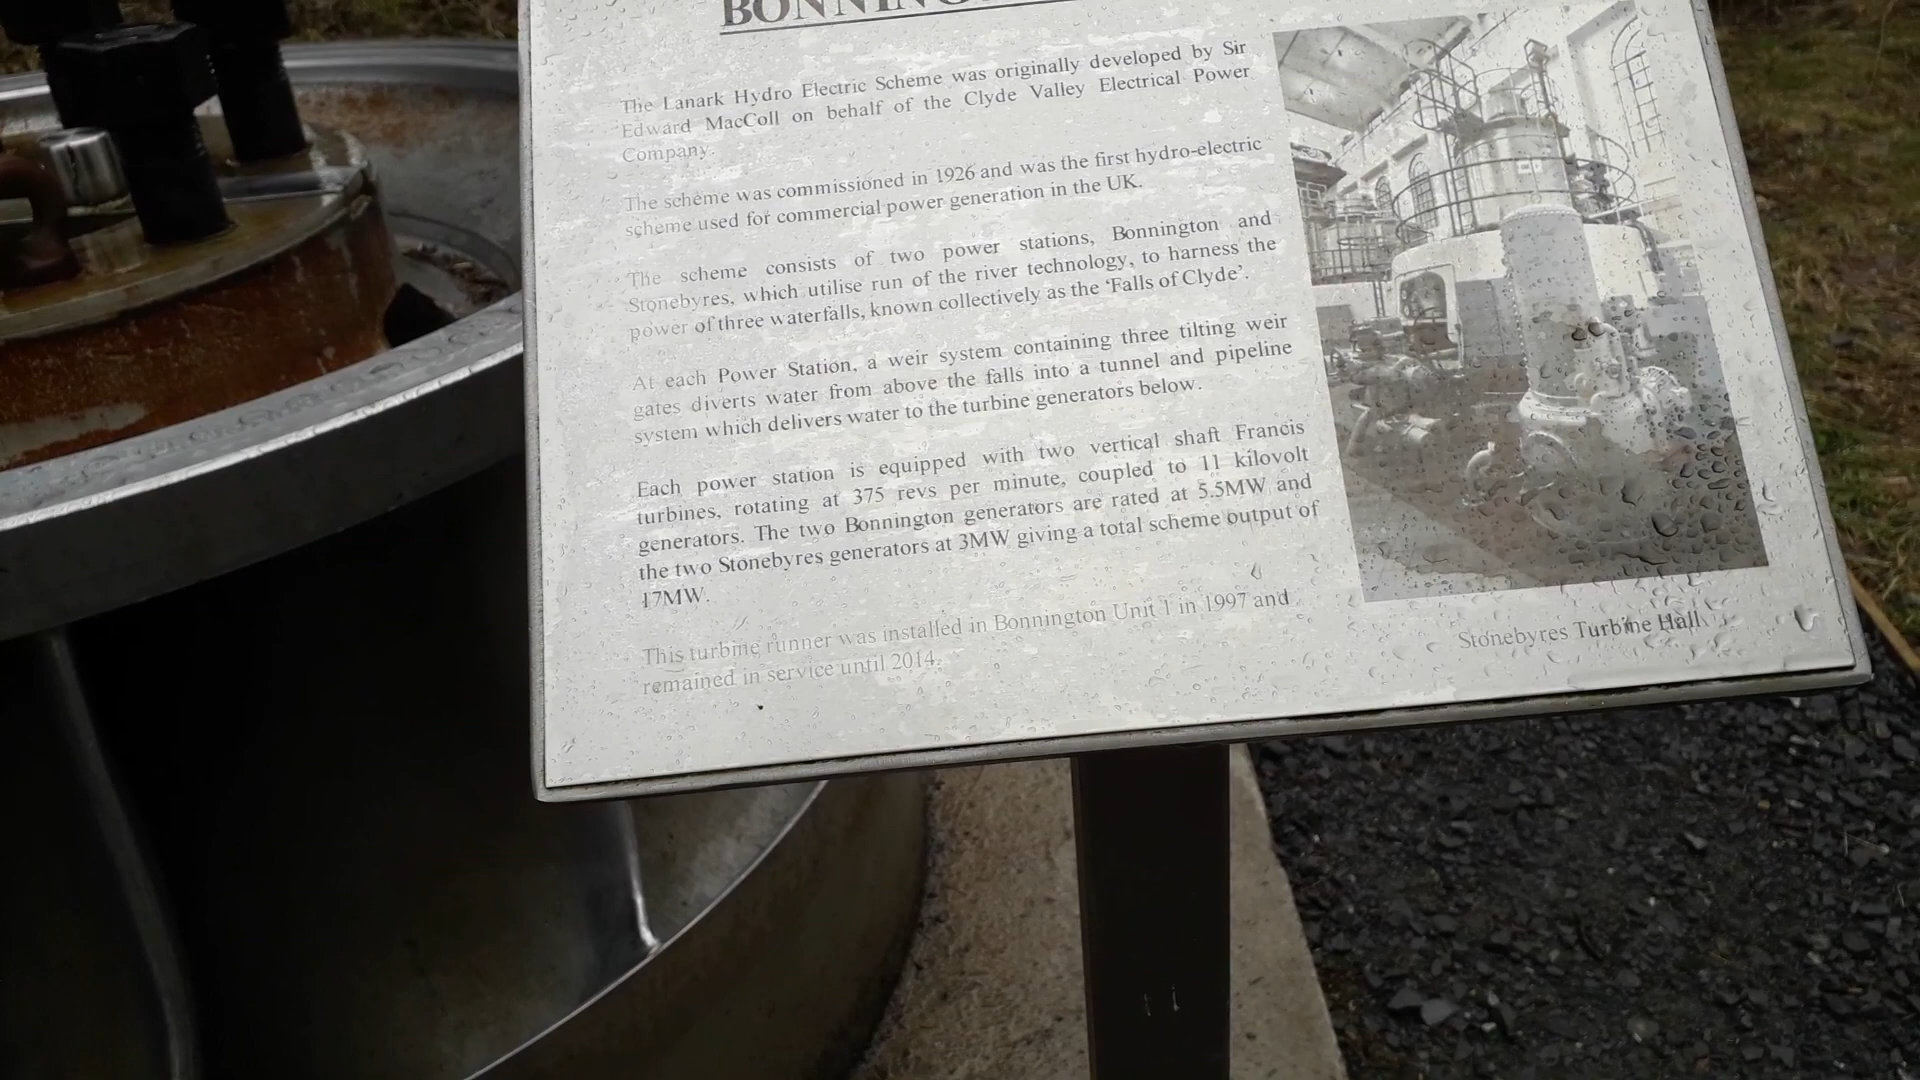 The Lanark Hydro Electric Scheme was originally developed by Sir
Edward MacColl on behalf of the Clyde Valley Electrical Power
Company.
The scheme was commissioned in 1926 and was the first hydro-electric
scheme used for commercial power generation in the UK.
The scheme consists of two power stations, Bonnington and
Stonebyres, which utilise run of the river technology, to harness the
power of three waterfalls, known collectively as the ‘Falls of Clyde’.
At each Power Station, a weir system containing three tilting weir
gates diverts water from above the falls into a tunnel and pipeline
system which delivers water to the turbine generators below.
Each power station is equipped with two vertical shaft Francis
turbines, rotating at 375 revs per minute, coupled to 11 kilovolt
generators. The two Bonnington generators are rated at 5.5MW and
the two Stonebyres generators at 3MW giving a total scheme output of
17MW.
This turbine runner was installed in Bonnington Unit 1 in 1997 and
remained in service until 2014.
Stonebyres Turbine Hall